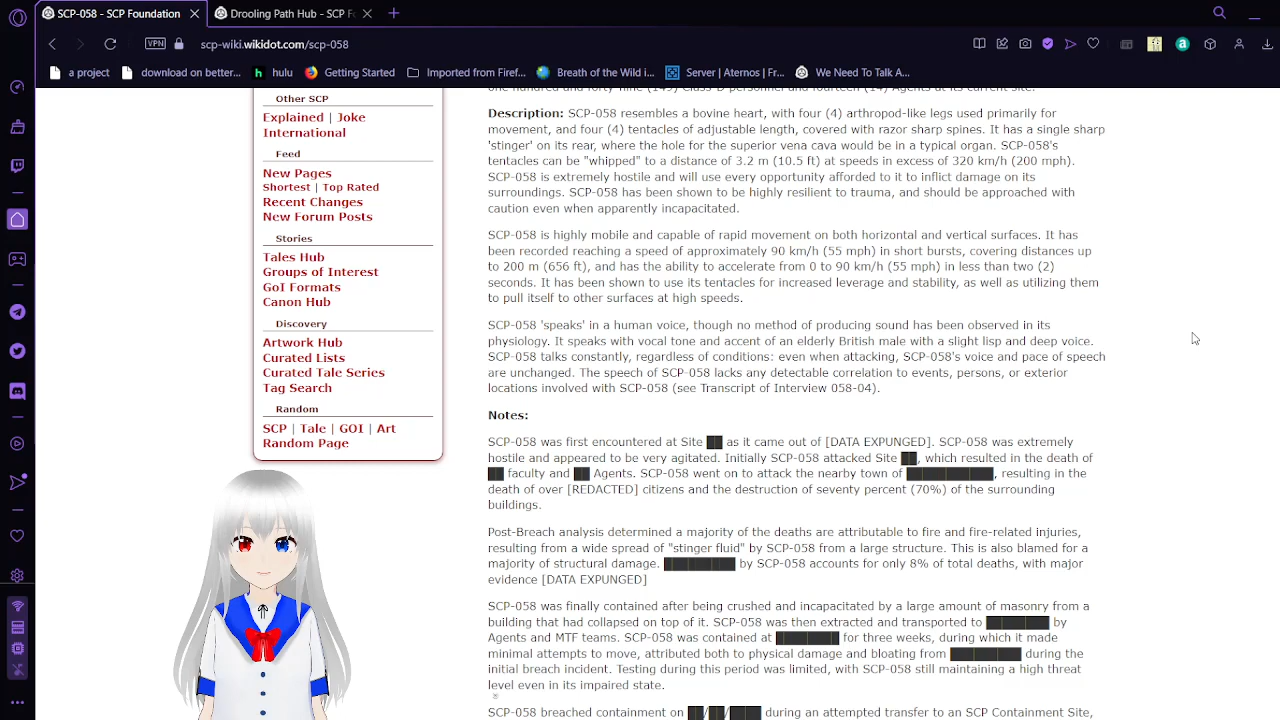 SCP-058 - SCP Foundation
Drooling Path Hub - SCP F
VPN
scp-wiki.wikidot.com/scp-058
a project
download on better...
hulu
Getting Started
Imported from Firef...
Breath of the Wild i...
Server | Aternos | Fr...
We Need To Talk A...
Other SCP
Explained | Joke
International
Feed
New Pages
Shortest | Top Rated
Recent Changes
New Forum Posts
Stories
Tales Hub
Groups of Interest
GoI Formats
Canon Hub
Discovery
Artwork Hub
Curated Lists
Curated Tale Series
Tag Search
Random
SCP | Tale | GOI | Art
Random Page
one hundred and forty-nine (149) Class-D personnel and fourteen (14) Agents at its current site.
Description: SCP-058 resembles a bovine heart, with four (4) arthropod-like legs used primarily for
movement, and four (4) tentacles of adjustable length, covered with razor sharp spines. It has a single sharp
'stinger' on its rear, where the hole for the superior vena cava would be in a typical organ. SCP-058's
tentacles can be "whipped" to a distance of 3.2 m (10.5 ft) at speeds in excess of 320 km/h (200 mph).
SCP-058 is extremely hostile and will use every opportunity afforded to it to inflict damage on its
surroundings. SCP-058 has been shown to be highly resilient to trauma, and should be approached with
caution even when apparently incapacitated.
SCP-058 is highly mobile and capable of rapid movement on both horizontal and vertical surfaces. It has
been recorded reaching a speed of approximately 90 km/h (55 mph) in short bursts, covering distances up
to 200 m (656 ft), and has the ability to accelerate from 0 to 90 km/h (55 mph) in less than two (2)
seconds. It has been shown to use its tentacles for increased leverage and stability, as well as utilizing them
to pull itself to other surfaces at high speeds.
SCP-058 'speaks' in a human voice, though no method of producing sound has been observed in its
physiology. It speaks with vocal tone and accent of an elderly British male with a slight lisp and deep voice.
SCP-058 talks constantly, regardless of conditions: even when attacking, SCP-058's voice and pace of speech
are unchanged. The speech of SCP-058 lacks any detectable correlation to events, persons, or exterior
locations involved with SCP-058 (see Transcript of Interview 058-04).
Notes:
SCP-058 was first encountered at Site ██ as it came out of [DATA EXPUNGED]. SCP-058 was extremely
hostile and appeared to be very agitated. Initially SCP-058 attacked Site ██, which resulted in the death of
██ faculty and ██ Agents. SCP-058 went on to attack the nearby town of ███████████, resulting in the
death of over [REDACTED] citizens and the destruction of seventy percent (70%) of the surrounding
buildings.
Post-Breach analysis determined a majority of the deaths are attributable to fire and fire-related injuries,
resulting from a wide spread of "stinger fluid" by SCP-058 from a large structure. This is also blamed for a
majority of structural damage. █████████ by SCP-058 accounts for only 8% of total deaths, with major
evidence [DATA EXPUNGED]
SCP-058 was finally contained after being crushed and incapacitated by a large amount of masonry from a
building that had collapsed on top of it. SCP-058 was then extracted and transported to ████████ by
Agents and MTF teams. SCP-058 was contained at ████████ for three weeks, during which it made
minimal attempts to move, attributed both to physical damage and bloating from █████████ during the
initial breach incident. Testing during this period was limited, with SCP-058 still maintaining a high threat
level even in its impaired state.
SCP-058 breached containment on ██/██/████ during an attempted transfer to an SCP Containment Site,